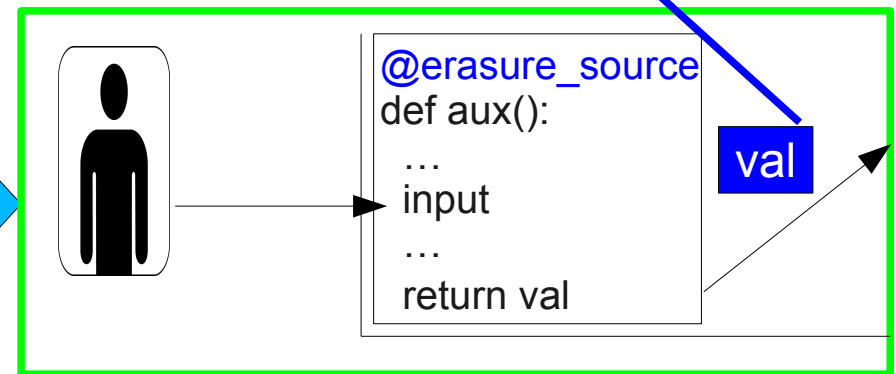 @erasure_source
def aux():
…
input
…
return val
val